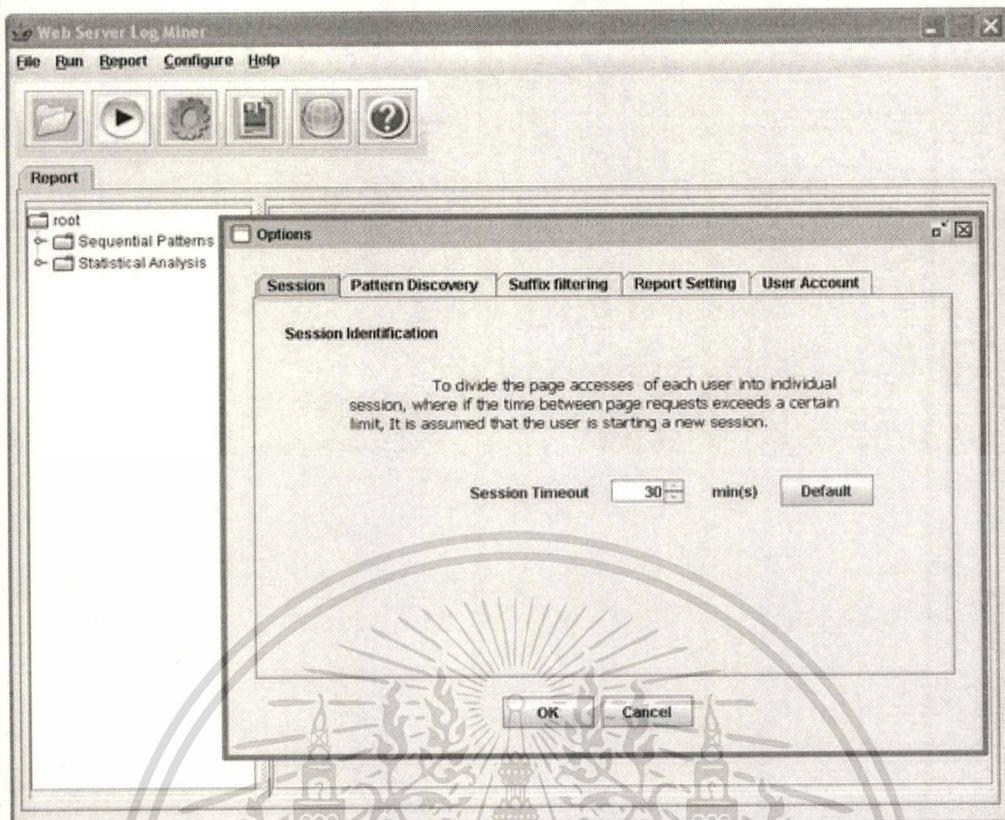 Web Server Log Miner
File Run Report Configure Help
Report
root
Sequential Patterns
Statistical Analysis
Options
Session Pattern Discovery Suffix filtering Report Setting User Account
Session Identification
To divide the page accesses of each user into individual
session, where if the time between page requests exceeds a certain
limit, It is assumed that the user is starting a new session.
Session Timeout 30 min(s) Default
OK Cancel